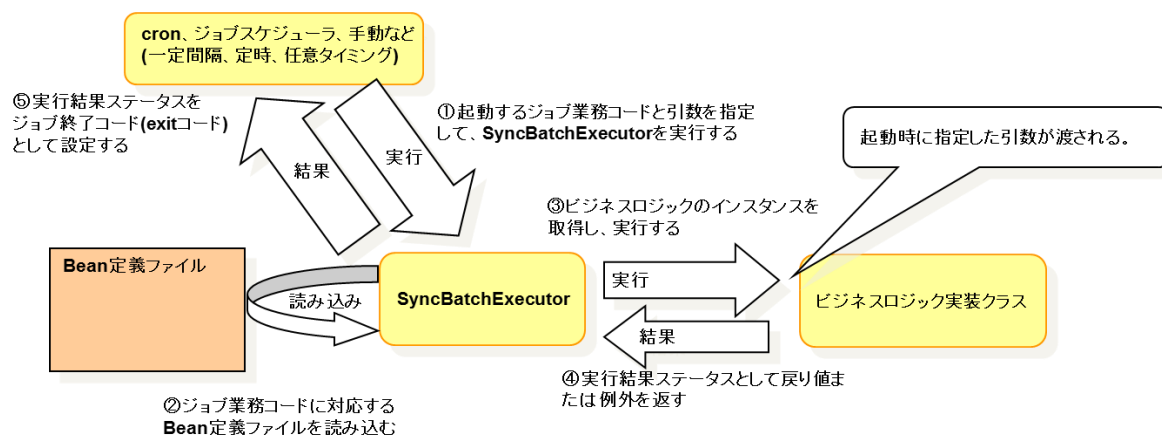 cron、ジョブスケジューラ、手動など
(一定間隔、定時、任意タイミング)
⑤実行結果ステータスを
ジョブ終了コード(exitコード)
として設定する
①起動するジョブ業務コードと引数を指定
して、SyncBatchExecutorを実行する
起動時に指定した引数が渡される。
実行
結果
③ビジネスロジックのインスタンスを
取得し、実行する
Bean定義ファイル
読み込み
SyncBatchExecutor
実行
ビジネスロジック実装クラス
結果
④実行結果ステータスとして戻り値ま
たは例外を返す
②ジョブ業務コードに対応する
Bean定義ファイルを読み込む